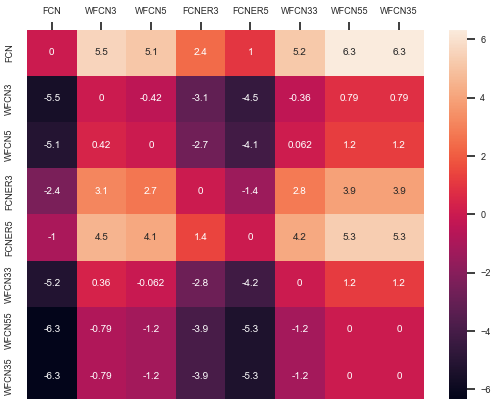 FCN WFCN3 WFCN5 FCNER3 FCNER5 WFCN33 WFCN55 WFCN35
FCN 0 5.5 5.1 2.4 1 5.2 6.3 6.3
WFCN3 -5.5 0 -0.42 -3.1 -4.5 -0.36 0.79 0.79
WFCN5 -5.1 0.42 0 -2.7 -4.1 0.062 1.2 1.2
FCNER3 -2.4 3.1 2.7 0 -1.4 2.8 3.9 3.9
FCNER5 -1 4.5 4.1 1.4 0 4.2 5.3 5.3
WFCN33 -5.2 0.36 -0.062 -2.8 -4.2 0 1.2 1.2
WFCN55 -6.3 -0.79 -1.2 -3.9 -5.3 -1.2 0 0
WFCN35 -6.3 -0.79 -1.2 -3.9 -5.3 -1.2 0 0
6
4
2
0
−2
−4
−6